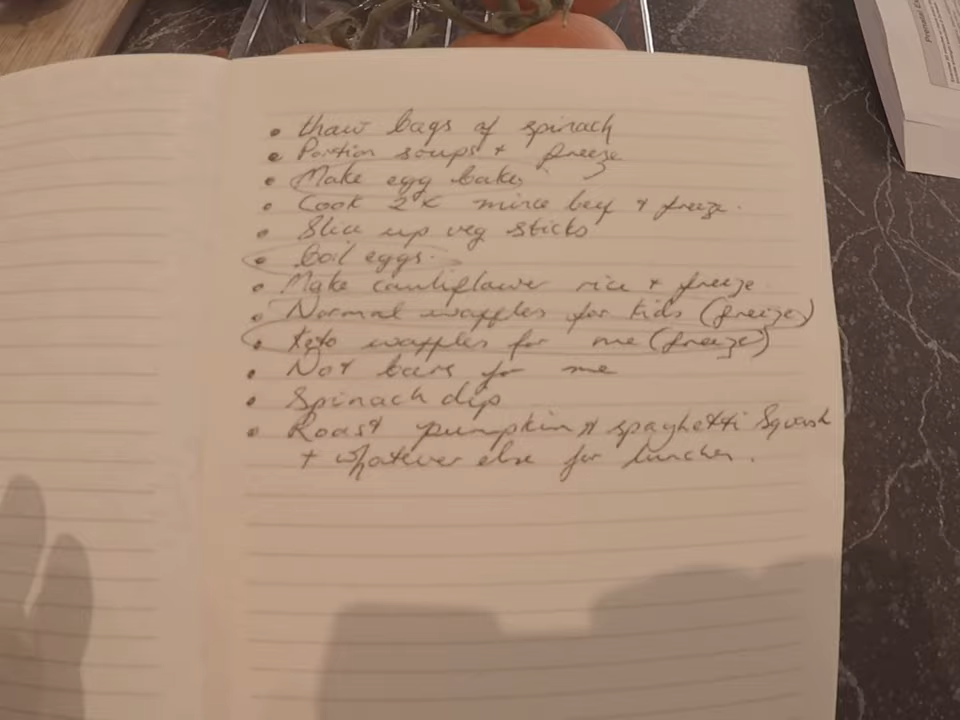 • thaw bags of spinach
• Portion soups + freeze
• Make egg bake
• Cook 2x mince beef + freeze.
• Slice up veg sticks
• boil eggs.
• Make cauliflower rice + freeze
• Normal waffles for kids (freeze)
• Keto waffles for me (freeze)
• Not bars for me
• Spinach dip
• Roast pumpkin + spaghetti Squash
+ whatever else for lunches.